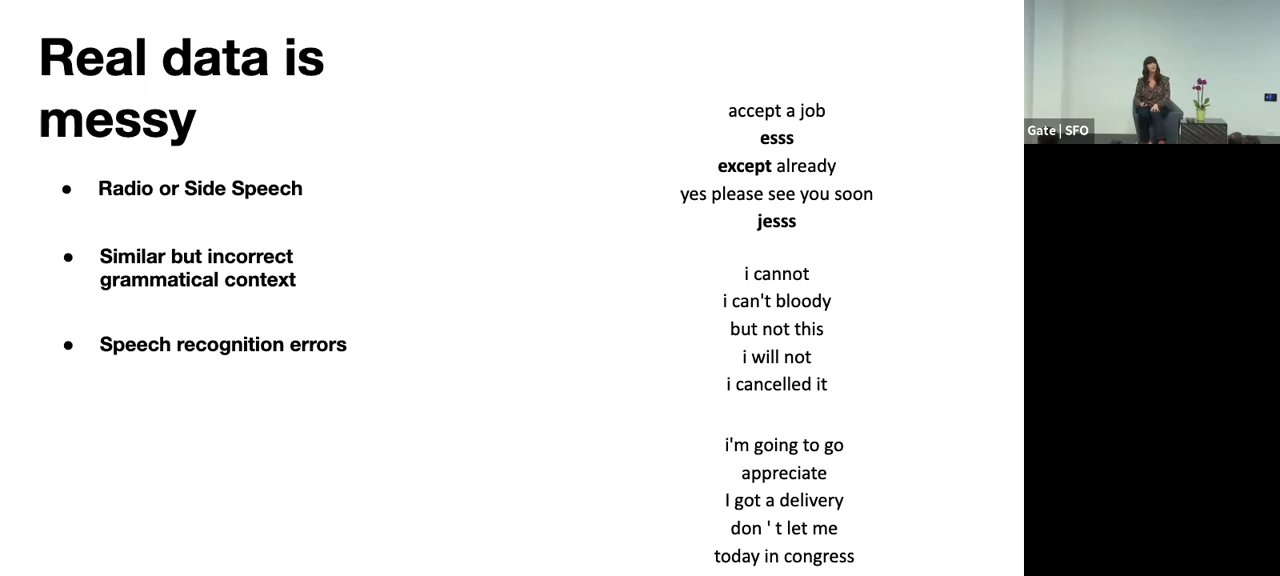 Real data is
messy
● Radio or Side Speech
● Similar but incorrect
grammatical context
● Speech recognition errors
accept a job
esss
except already
yes please see you soon
jesss
i cannot
i can't bloody
but not this
i will not
i cancelled it
i'm going to go
appreciate
I got a delivery
don ' t let me
today in congress
Gate | SFO